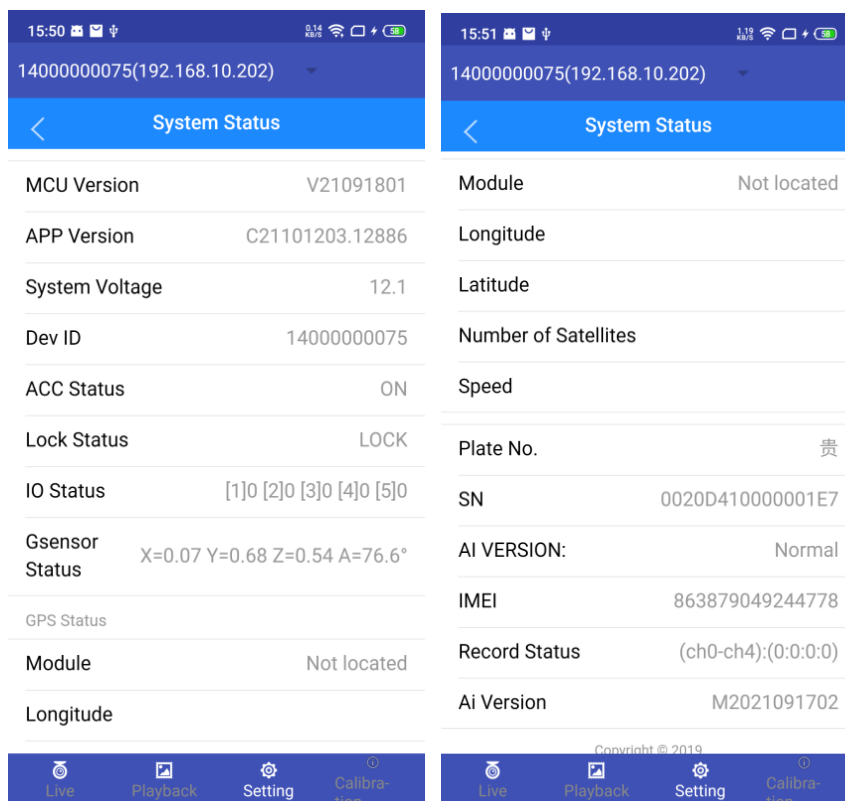 15:50
0.14
KB/S
58
14000000075(192.168.10.202)
System Status
MCU Version V21091801
APP Version C21101203.12886
System Voltage 12.1
Dev ID 14000000075
ACC Status ON
Lock Status LOCK
IO Status [1]0 [2]0 [3]0 [4]0 [5]0
Gsensor
Status X=0.07 Y=0.68 Z=0.54 A=76.6°
GPS Status
Module Not located
Longitude
Live Playback Setting Calibra-
tion
15:51
1.19
KB/S
58
14000000075(192.168.10.202)
System Status
Module Not located
Longitude
Latitude
Number of Satellites
Speed
Plate No. 贵
SN 0020D410000001E7
AI VERSION: Normal
IMEI 863879049244778
Record Status (ch0-ch4):(0:0:0:0)
Ai Version M2021091702
Copyright © 2019
Live Playback Setting Calibra-
tion